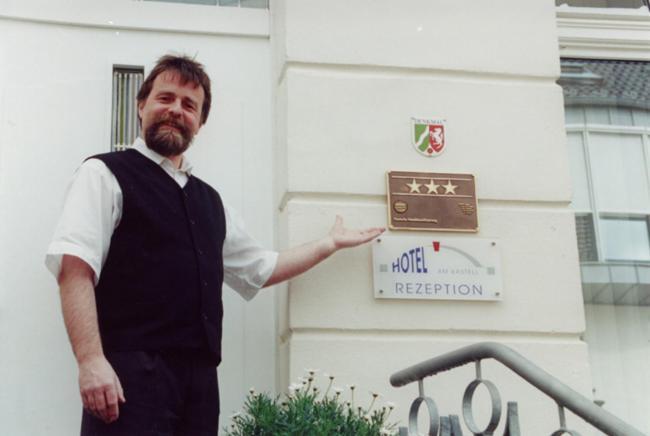 DENKMAL
HOTEL
AM KASTELL
REZEPTION